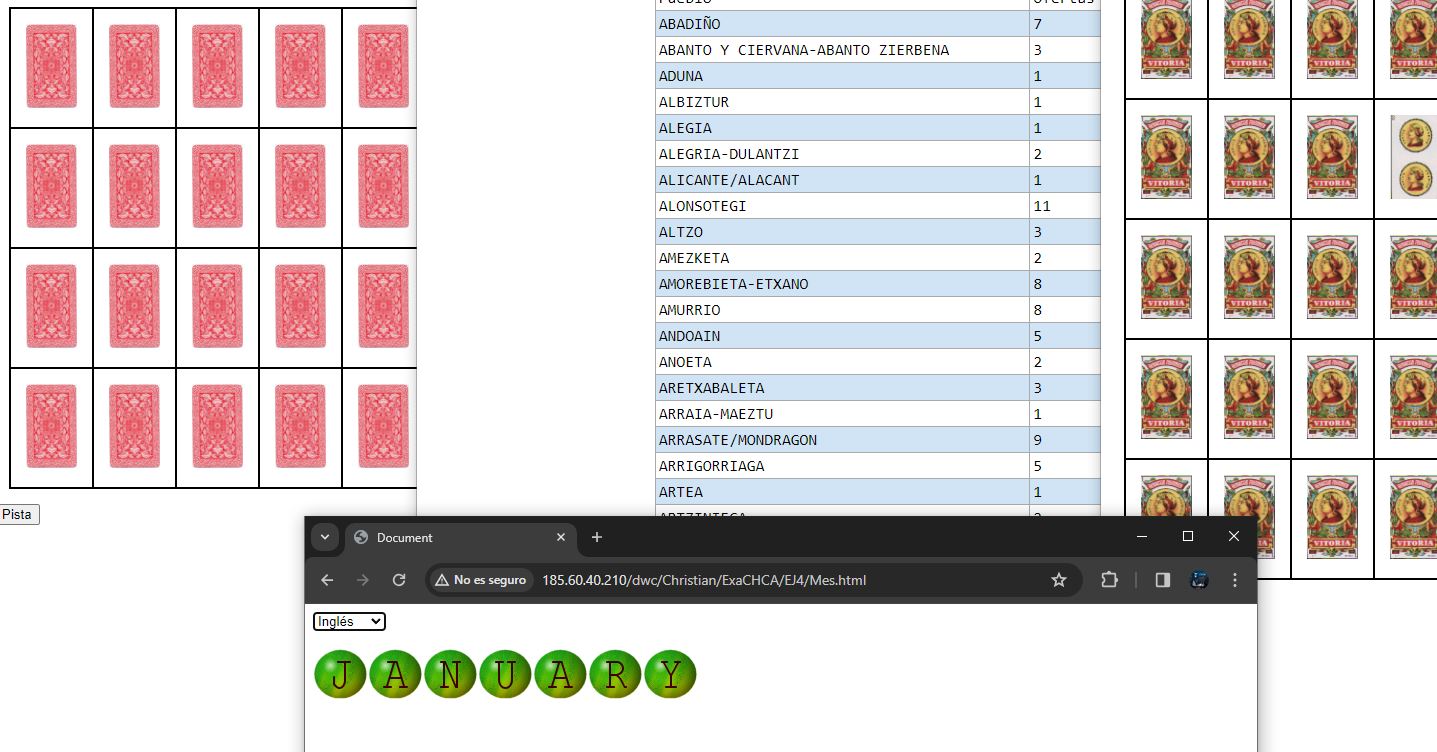 Pueblo Ofertas
ABADIÑO 7
ABANTO Y CIERVANA-ABANTO ZIERBENA 3
ADUNA 1
ALBIZTUR 1
ALEGIA 1
ALEGRIA-DULANTZI 2
ALICANTE/ALACANT 1
ALONSOTEGI 11
ALTZO 3
AMEZKETA 2
AMOREBIETA-ETXANO 8
AMURRIO 8
ANDOAIN 5
ANOETA 2
ARETXABALETA 3
ARRAIA-MAEZTU 1
ARRASATE/MONDRAGON 9
ARRIGORRIAGA 5
ARTEA 1
ARTZINIEGA 2
VITORIA VITORIA VITORIA VITORIA
VITORIA VITORIA VITORIA
VITORIA VITORIA VITORIA VITORIA
VITORIA VITORIA VITORIA VITORIA
VITORIA VITORIA VITORIA VITORIA
Pista
Document
No es seguro 185.60.40.210/dwc/Christian/ExaCHCA/EJ4/Mes.html
Inglés
JANUARY